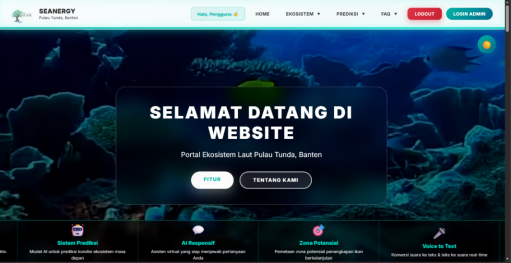 SEANERGY
Pulau Tunda, Banten
Halo, Pengguna
HOME
EKOSISTEM
PREDIKSI
FAQ
LOGOUT
LOGIN ADMIN
SELAMAT DATANG DI
WEBSITE
Portal Ekosistem Laut Pulau Tunda, Banten
FITUR
TENTANG KAMI
Sistem Prediksi
Model AI untuk prediksi kondisi ekosistem masa
depan
AI Responsif
Asisten virtual yang siap menjawab pertanyaan
Anda
Zona Potensial
Pemetaan zona potensial penangkapan ikan
berkelanjutan
Voice to Text
Konversi suara ke teks & teks ke suara real-time